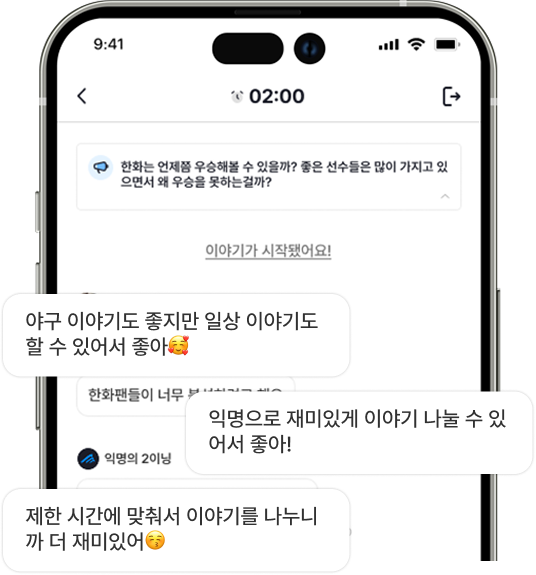 9:41
02:00
한화는 언제쯤 우승해볼 수 있을까? 좋은 선수들은 많이 가지고 있
으면서 왜 우승을 못하는걸까?
이야기가 시작됐어요!
야구 이야기도 좋지만 일상 이야기도
할 수 있어서 좋아🥰
한화팬들이 너무
익명으로 재미있게 이야기 나눌 수 있
어서 좋아!
익명의 2이닝
제한 시간에 맞춰서 이야기를 나누니
까 더 재미있어😚